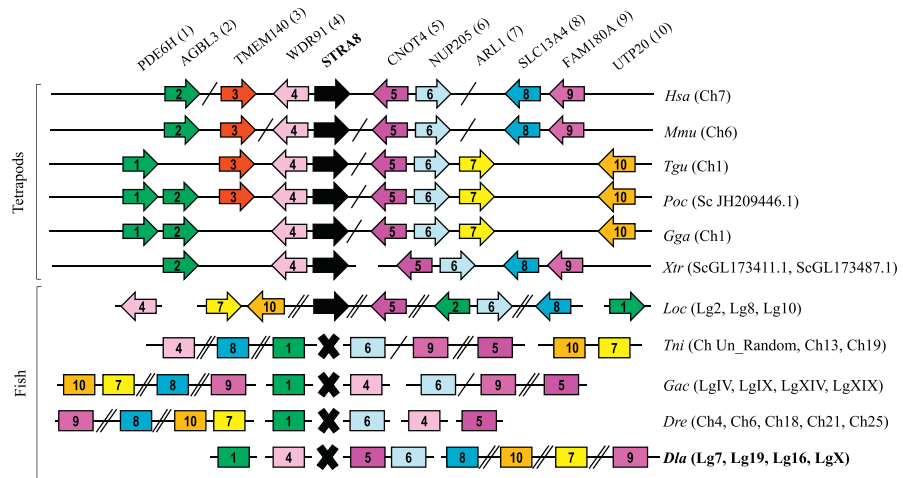 PDE6H (1) AGBL3 (2) TMEM140 (3) WDR91 (4) STRA8 CNOT4 (5) NUP205 (6) ARL1 (7) SLC13A4 (8) FAM180A (9) UTP20 (10)
Tetrapods
2 3 4 5 6 8 9 Hsa (Ch7)
2 3 4 5 6 8 9 Mmu (Ch6)
1 3 4 5 6 7 10 Tgu (Ch1)
1 2 3 4 5 6 7 10 Poc (Sc JH209446.1)
1 2 4 5 6 7 10 Gga (Ch1)
2 4 5 6 8 9 Xtr (ScGL173411.1, ScGL173487.1)
Fish
4 7 10 5 2 6 8 1 Loc (Lg2, Lg8, Lg10)
4 8 1 6 9 5 10 7 Tni (Ch Un_Random, Ch13, Ch19)
10 7 8 9 1 4 6 9 5 Gac (LgIV, LgIX, LgXIV, LgXIX)
9 8 10 7 1 6 4 5 Dre (Ch4, Ch6, Ch18, Ch21, Ch25)
1 4 5 6 8 10 7 9 Dla (Lg7, Lg19, Lg16, LgX)